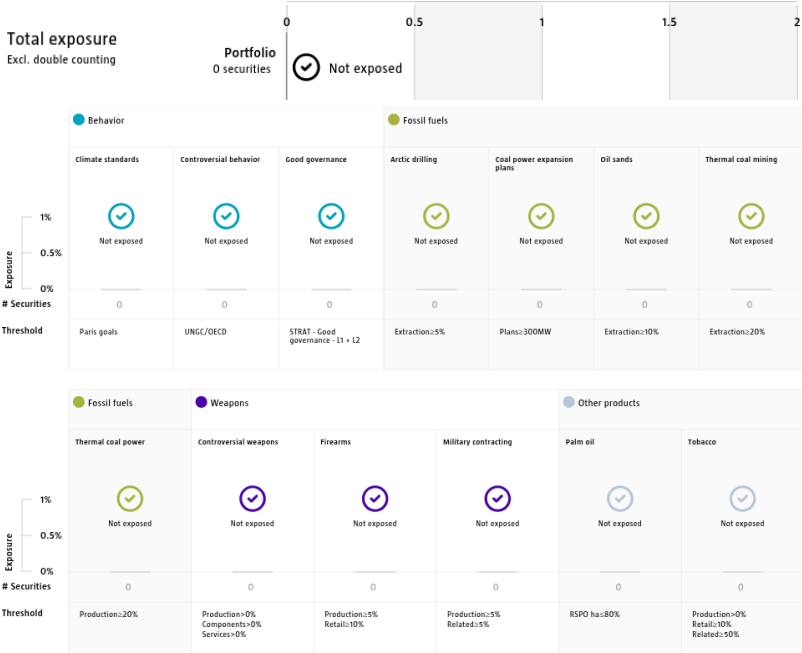 0 0.5 1 1.5 2
Total exposure
Excl. double counting
Portfolio
0 securities
Not exposed
Behavior Fossil fuels
Climate standards Controversial behavior Good governance Arctic drilling Coal power expansion plans Oil sands Thermal coal mining
1%
Not exposed Not exposed Not exposed Not exposed Not exposed Not exposed Not exposed
0.5%
Exposure
0%
# Securities 0 0 0 0 0 0 0
Threshold Paris goals UNGC/OECD STRAT - Good governance - L1 + L2 Extraction≥5% Plans≥300MW Extraction≥10% Extraction≥20%
Fossil fuels Weapons Other products
Thermal coal power Controversial weapons Firearms Military contracting Palm oil Tobacco
1%
Not exposed Not exposed Not exposed Not exposed Not exposed Not exposed
0.5%
Exposure
0%
# Securities 0 0 0 0 0 0
Threshold Production≥20% Production>0% Production≥5% Production≥5% RSPO ha≤80% Production>0%
Components>0% Retail≥10% Related≥5% Retail≥10%
Services>0% Related≥50%